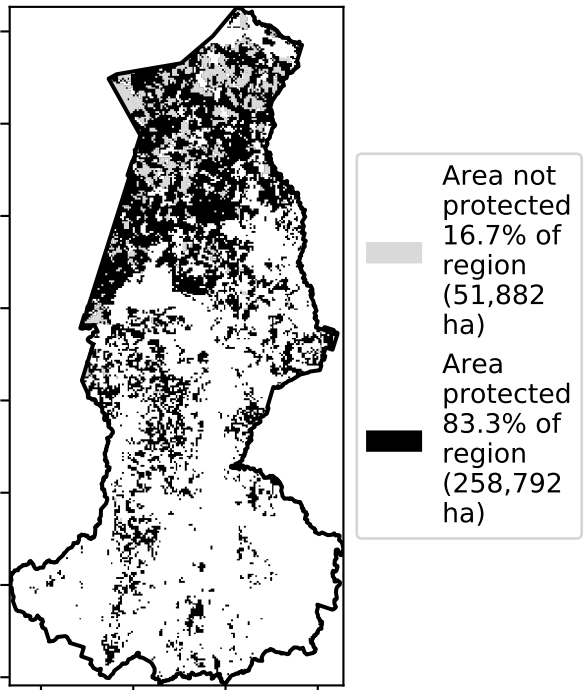 Area not
protected
16.7% of
region
(51,882
ha)
Area
protected
83.3% of
region
(258,792
ha)